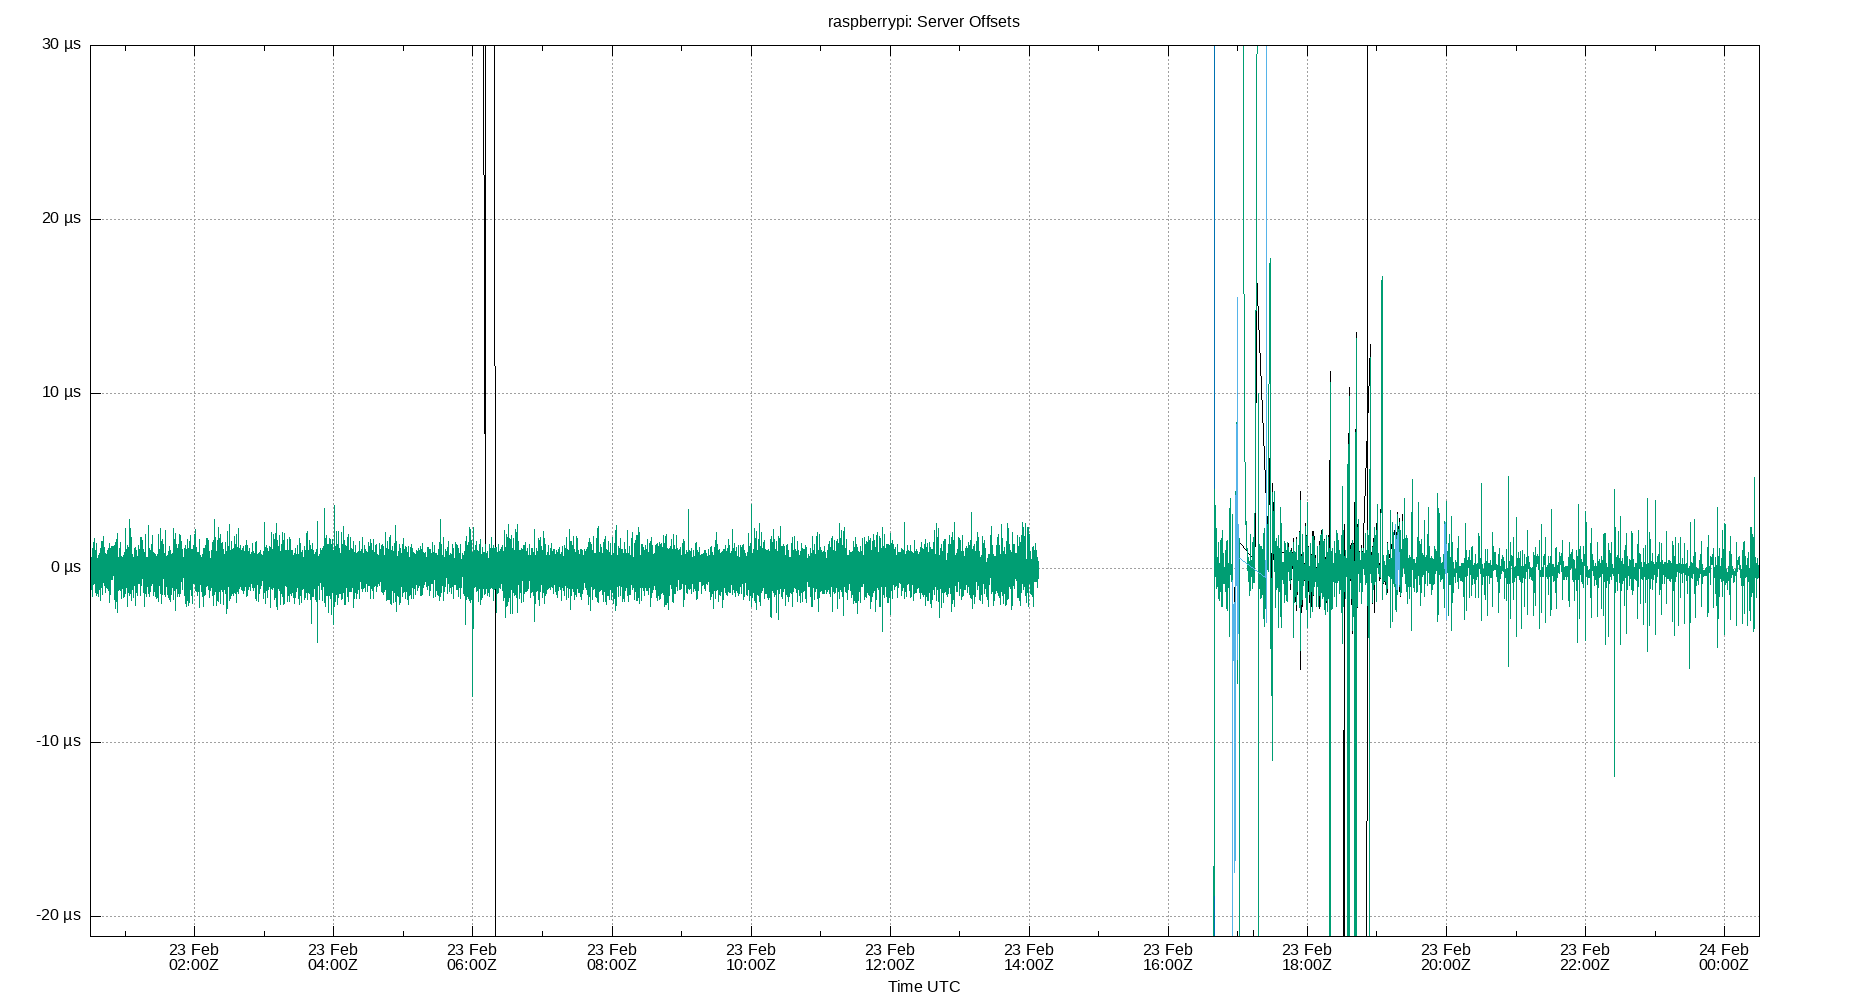 raspberrypi: Server Offsets
30 µs
20 µs
10 µs
0 µs
-10 µs
-20 µs
23 Feb 23 Feb 23 Feb 23 Feb 23 Feb 23 Feb 23 Feb 23 Feb 23 Feb 23 Feb 23 Feb 24 Feb
02:00Z 04:00Z 06:00Z 08:00Z 10:00Z 12:00Z 14:00Z 16:00Z 18:00Z 20:00Z 22:00Z 00:00Z
Time UTC